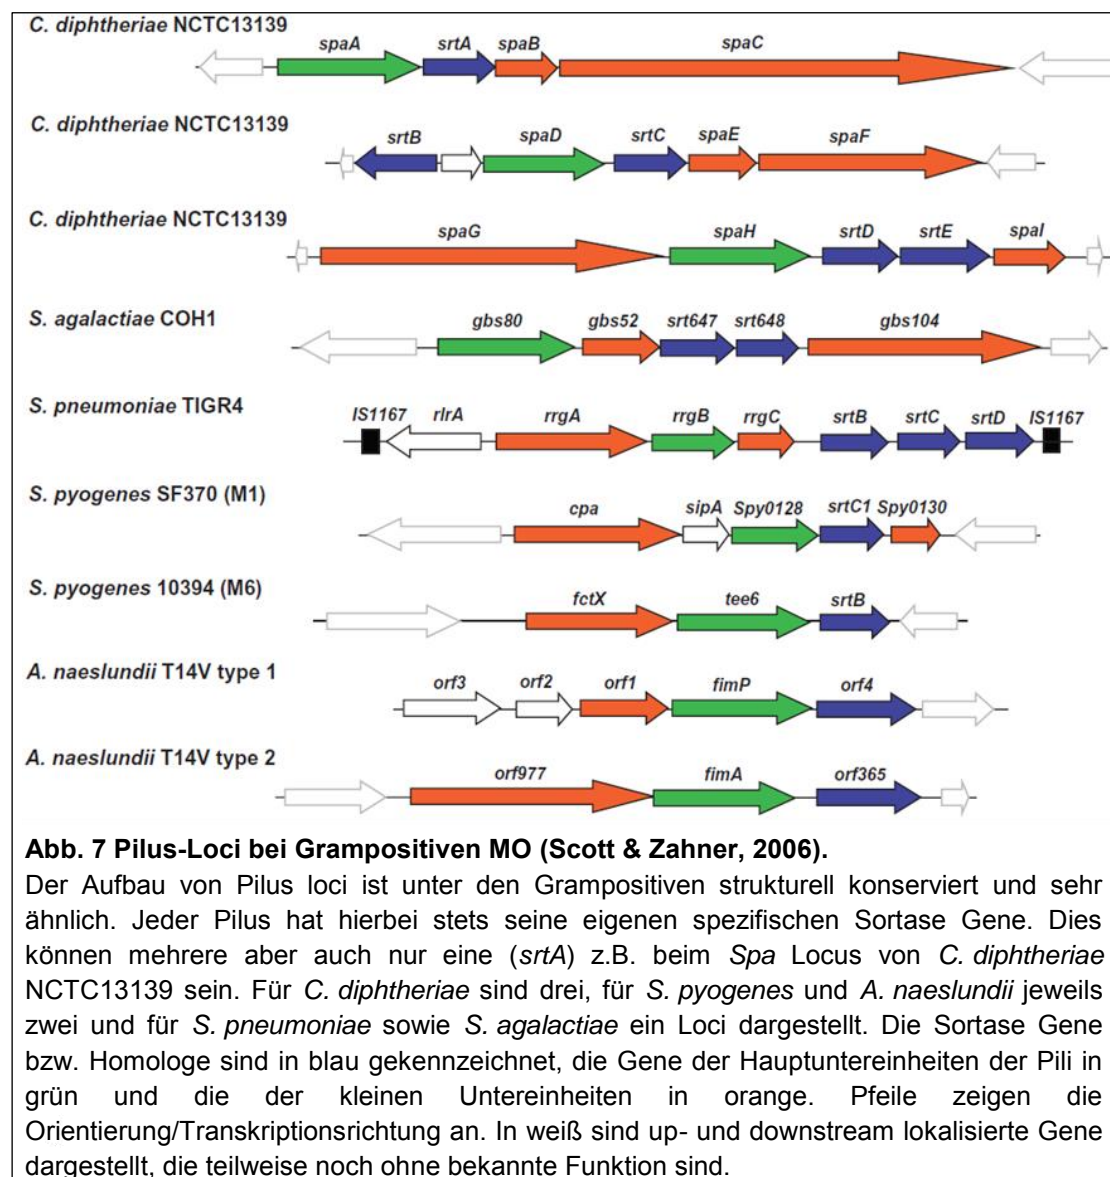 C. diphtheriae NCTC13139
spaA srtA spaB spaC
C. diphtheriae NCTC13139
srtB spaD srtC spaE spaF
C. diphtheriae NCTC13139
spaG spaH srtD srtE spaI
S. agalactiae COH1
gbs80 gbs52 srt647 srt648 gbs104
S. pneumoniae TIGR4
IS1167 rlrA rrgA rrgB rrgC srtB srtC srtD IS1167
S. pyogenes SF370 (M1)
cpa sipA Spy0128 srtC1 Spy0130
S. pyogenes 10394 (M6)
fctX tee6 srtB
A. naeslundii T14V type 1
orf3 orf2 orf1 fimP orf4
A. naeslundii T14V type 2
orf977 fimA orf365
Abb. 7 Pilus-Loci bei Grampositiven MO (Scott & Zahner, 2006).
Der Aufbau von Pilus loci ist unter den Grampositiven strukturell konserviert und sehr
ähnlich. Jeder Pilus hat hierbei stets seine eigenen spezifischen Sortase Gene. Dies
können mehrere aber auch nur eine (srtA) z.B. beim Spa Locus von C. diphtheriae
NCTC13139 sein. Für C. diphtheriae sind drei, für S. pyogenes und A. naeslundii jeweils
zwei und für S. pneumoniae sowie S. agalactiae ein Loci dargestellt. Die Sortase Gene
bzw. Homologe sind in blau gekennzeichnet, die Gene der Hauptuntereinheiten der Pili in
grün und die der kleinen Untereinheiten in orange. Pfeile zeigen die
Orientierung/Transkriptionsrichtung an. In weiß sind up- und downstream lokalisierte Gene
dargestellt, die teilweise noch ohne bekannte Funktion sind.